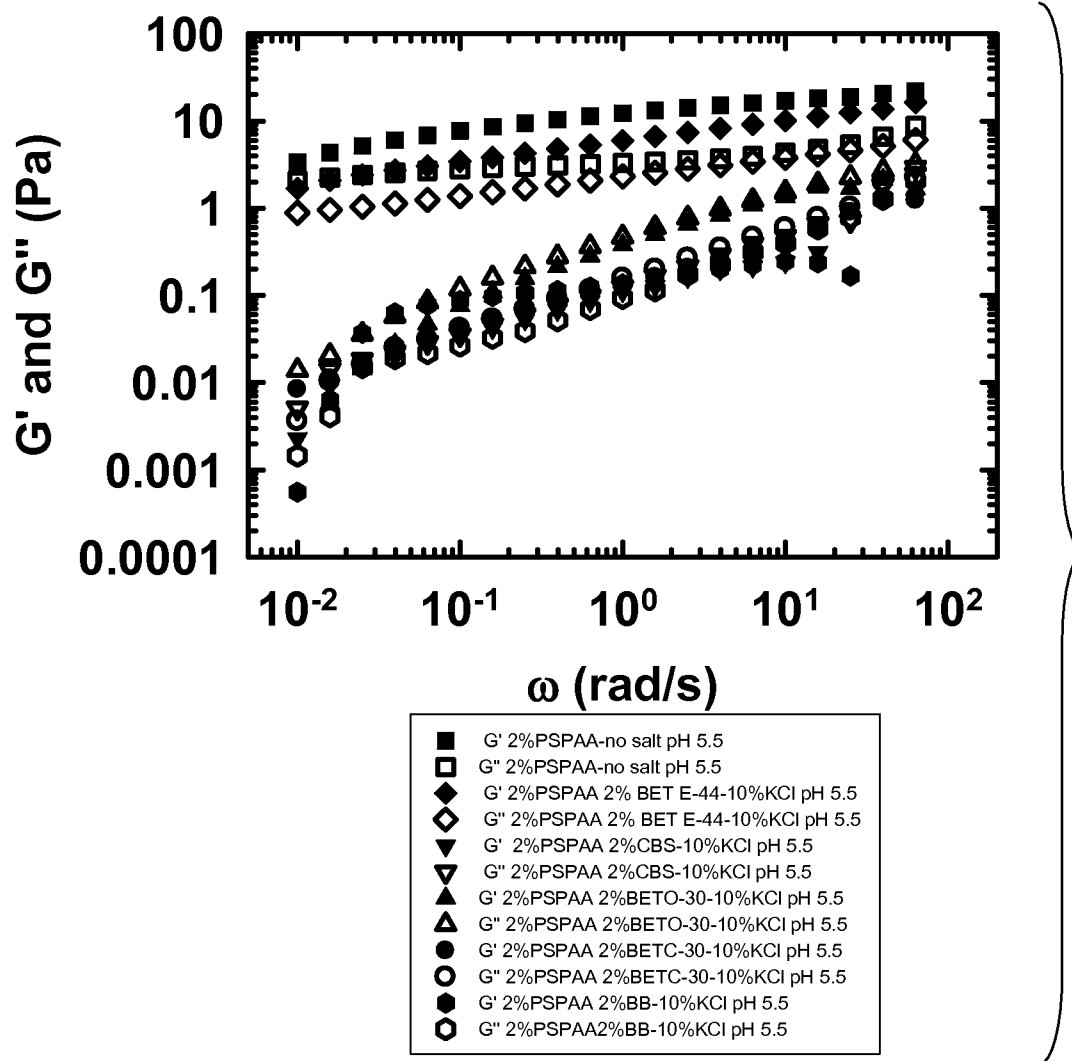 100
10
1
0.1
0.01
0.001
0.0001
G' and G'' (Pa)
10-2
10-1
100
101
102
ω (rad/s)
G' 2%PSPAA-no salt pH 5.5
G'' 2%PSPAA-no salt pH 5.5
G' 2%PSPAA 2% BET E-44-10%KCl pH 5.5
G'' 2%PSPAA 2% BET E-44-10%KCl pH 5.5
G' 2%PSPAA 2%CBS-10%KCl pH 5.5
G'' 2%PSPAA 2%CBS-10%KCl pH 5.5
G' 2%PSPAA 2%BETO-30-10%KCl pH 5.5
G'' 2%PSPAA 2%BETO-30-10%KCl pH 5.5
G' 2%PSPAA 2%BETC-30-10%KCl pH 5.5
G'' 2%PSPAA 2%BETC-30-10%KCl pH 5.5
G' 2%PSPAA 2%BB-10%KCl pH 5.5
G'' 2%PSPAA2%BB-10%KCl pH 5.5